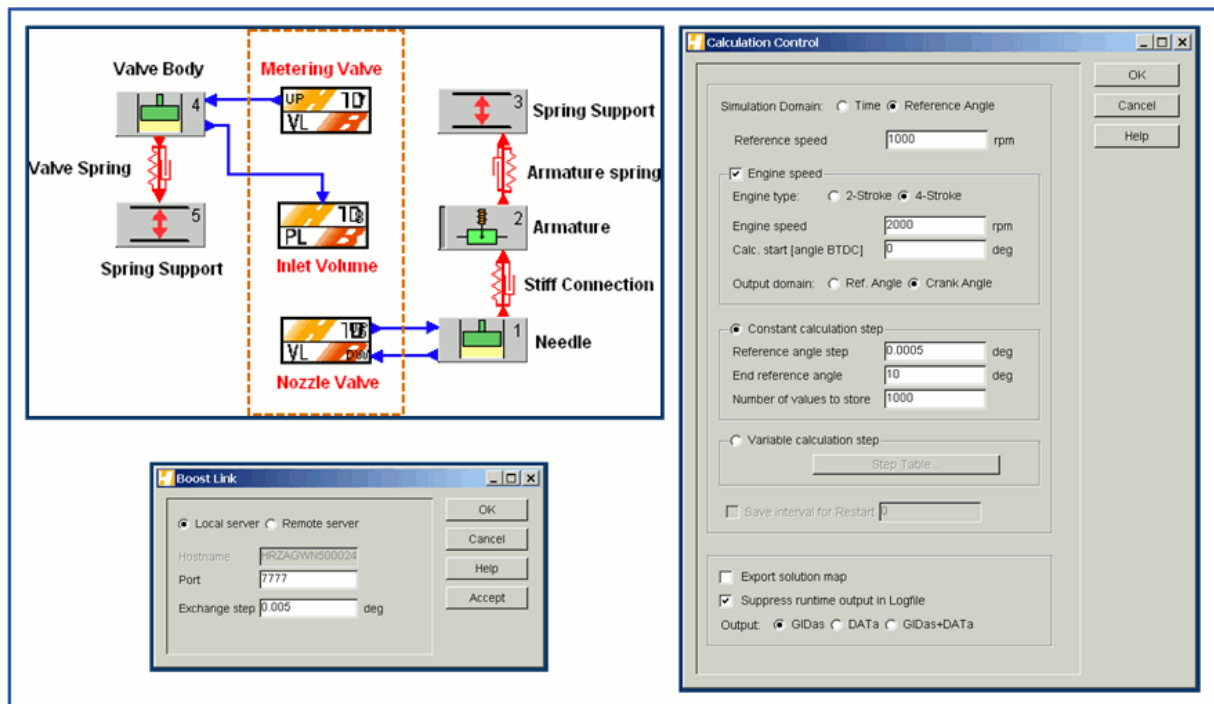 Valve Body
Metering Valve
4
UP
1D
VL
3
Spring Support
Valve Spring
Armature spring
5
1D
PL
2
Armature
Spring Support
Inlet Volume
Stiff Connection
1D
VL
1
Needle
Nozzle Valve
Boost Link
Local server Remote server
Hostname HRZAGWN500024
Port 7777
Exchange step 0.005 deg
OK
Cancel
Help
Accept
Calculation Control
OK
Cancel
Help
Simulation Domain: Time Reference Angle
Reference speed 1000 rpm
Engine speed
Engine type: 2-Stroke 4-Stroke
Engine speed 2000 rpm
Calc. start [angle BTDC] 0 deg
Output domain: Ref. Angle Crank Angle
Constant calculation step
Reference angle step 0.0005 deg
End reference angle 10 deg
Number of values to store 1000
Variable calculation step
Step Table...
Save interval for Restart 0
Export solution map
Suppress runtime output in Logfile
Output: GIDas DATa GIDas+DATa